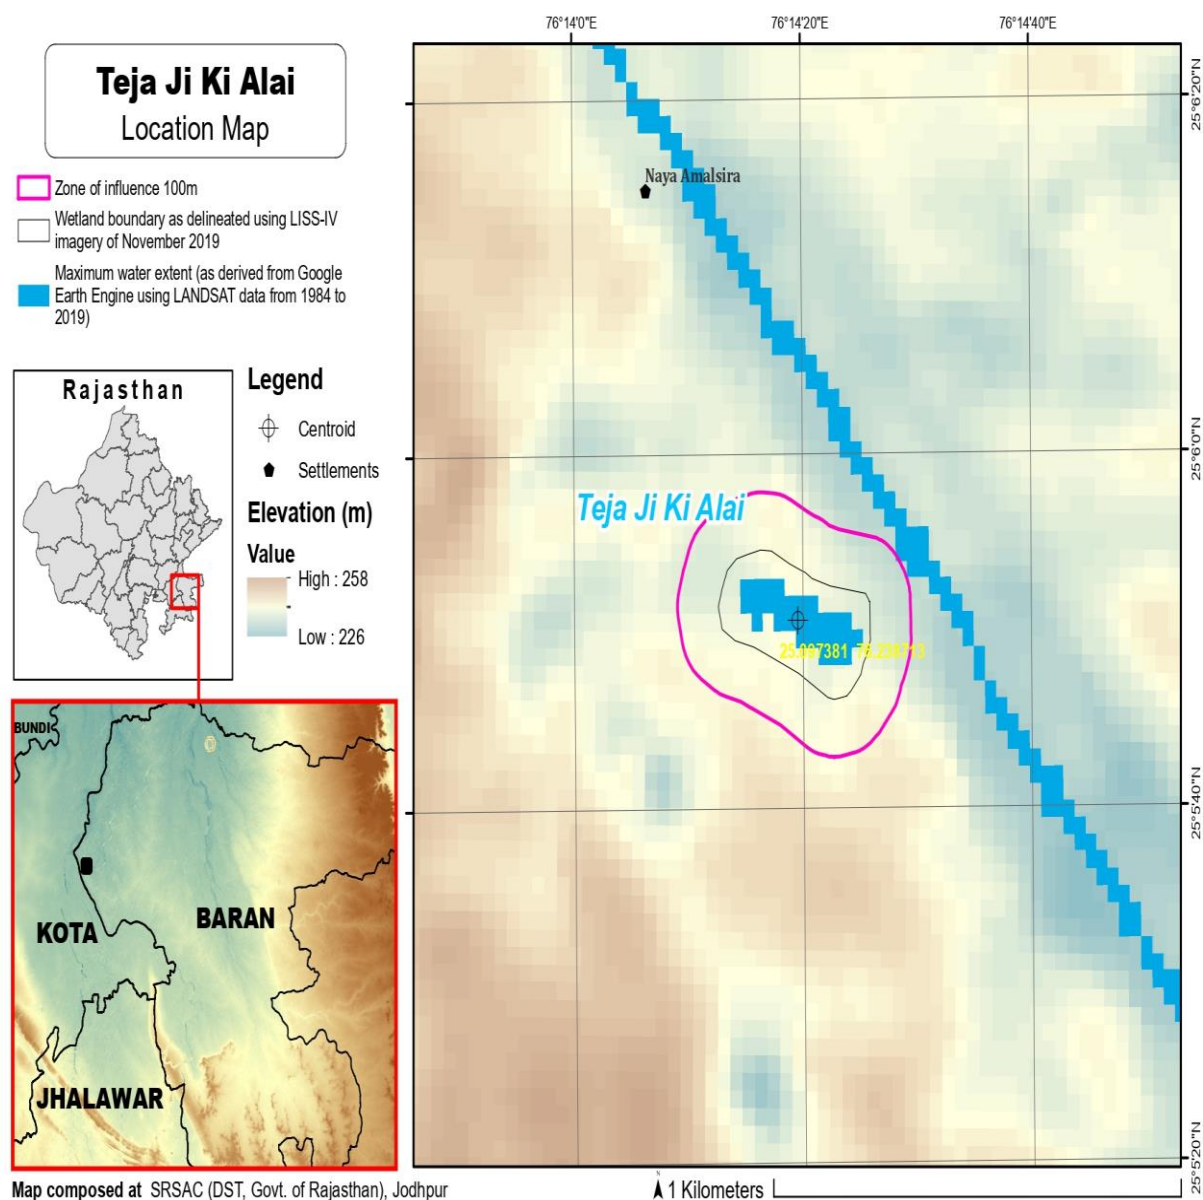 Teja Ji Ki Alai
Location Map
Zone of influence 100m
Wetland boundary as delineated using LISS-IV
imagery of November 2019
Maximum water extent (as derived from Google
Earth Engine using LANDSAT data from 1984 to
2019)
Rajasthan
Legend
Centroid
Settlements
Elevation (m)
Value
High : 258
Low : 226
BUNDI
KOTA
BARAN
JHALAWAR
76°14'0"E
76°14'20"E
76°14'40"E
25°6'20"N
25°6'0"N
25°5'40"N
25°5'20"N
Naya Amalsira
Teja Ji Ki Alai
Map composed at SRSAC (DST, Govt. of Rajasthan), Jodhpur
N
1 Kilometers